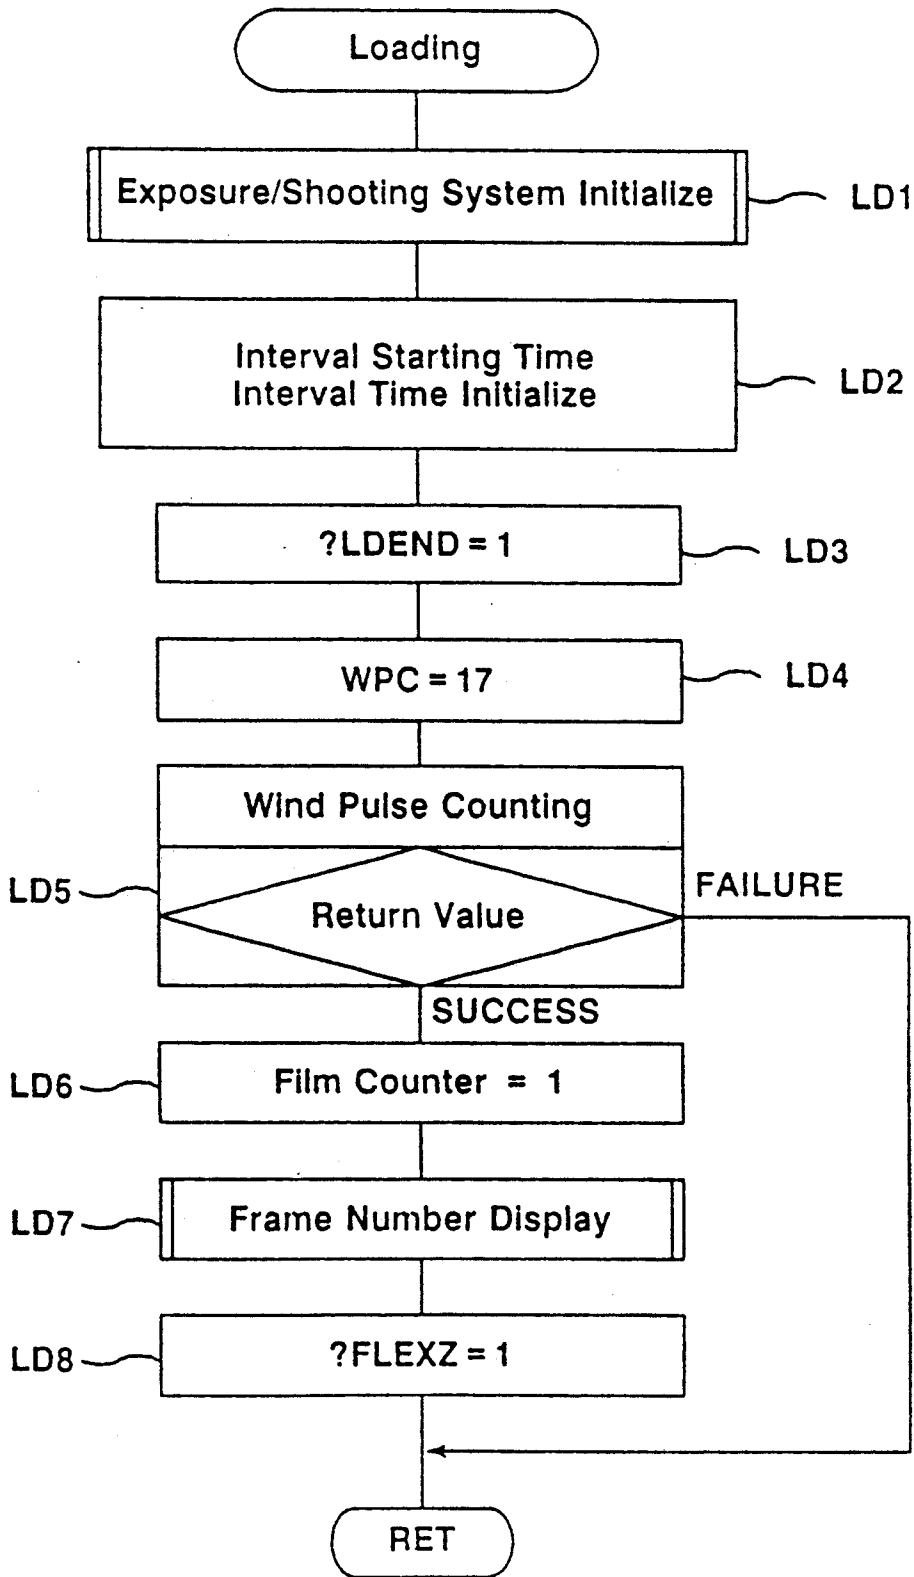 Loading
Exposure/Shooting System Initialize
LD1
Interval Starting Time
Interval Time Initialize
LD2
?LDEND = 1
LD3
WPC = 17
LD4
Wind Pulse Counting
LD5
Return Value
FAILURE
SUCCESS
LD6
Film Counter = 1
LD7
Frame Number Display
LD8
?FLEXZ = 1
RET